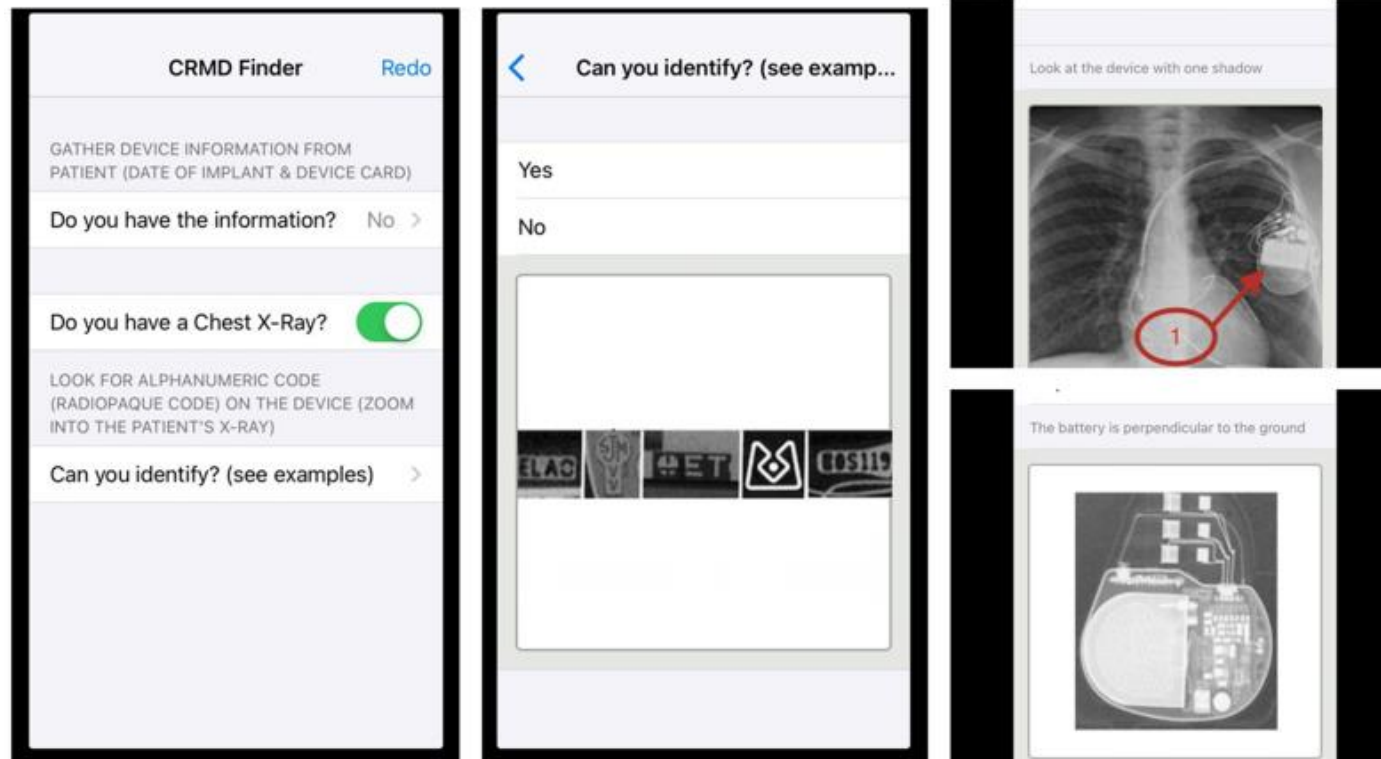 CRMD Finder
Redo
GATHER DEVICE INFORMATION FROM
PATIENT (DATE OF IMPLANT & DEVICE CARD)
Do you have the information? No
Do you have a Chest X-Ray?
LOOK FOR ALPHANUMERIC CODE
(RADIOPAQUE CODE) ON THE DEVICE (ZOOM
INTO THE PATIENT'S X-RAY)
Can you identify? (see examples)
Can you identify? (see examp...
Yes
No
ELAO
SJM
BOS119
Look at the device with one shadow
1
The battery is perpendicular to the ground